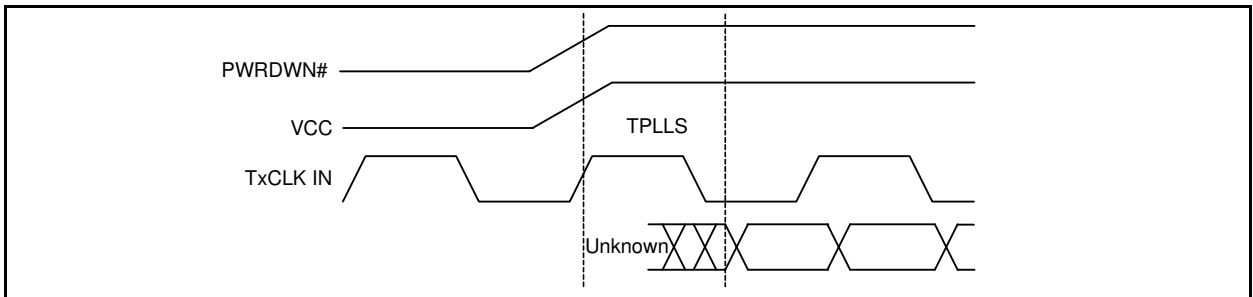 PWRDWN#
VCC
TPLLS
TxCLK IN
Unknown